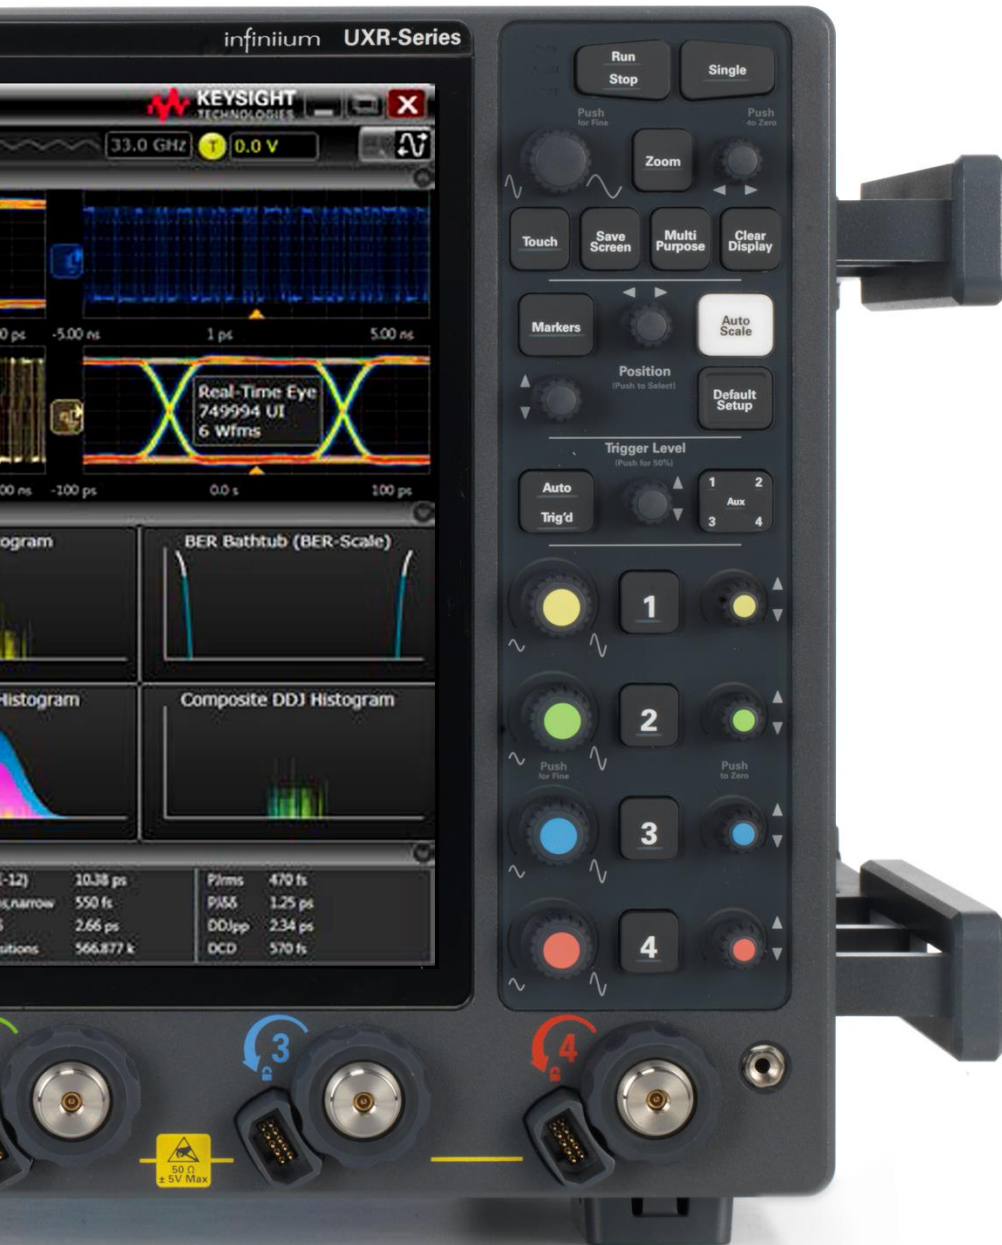 infiniium UXR-Series
KEYSIGHT
TECHNOLOGIES
33.0 GHz
T
0.0 V
-5.00 ns
1 ps
5.00 ns
Real-Time Eye
749994 UI
6 Wfms
-100 ps
0.0 s
100 ps
ogram
BER Bathtub (BER-Scale)
Histogram
Composite DDJ Histogram
-12)
10.38 ps
PJrms
470 fs
s,narrow
550 fs
PJδδ
1.25 ps
2.66 ps
DDJpp
2.34 ps
sitions
566.877 k
DCD
570 fs
Run
Stop
Single
Push
for Fine
Push
to Zero
Zoom
Touch
Save
Screen
Multi
Purpose
Clear
Display
Markers
Auto
Scale
Position
(Push to Select)
Default
Setup
Trigger Level
(Push for 50%)
Auto
Trig'd
1 2
Aux
3 4
1
2
Push
for Fine
Push
to Zero
3
4
3
4
50 Ω
± 5V Max